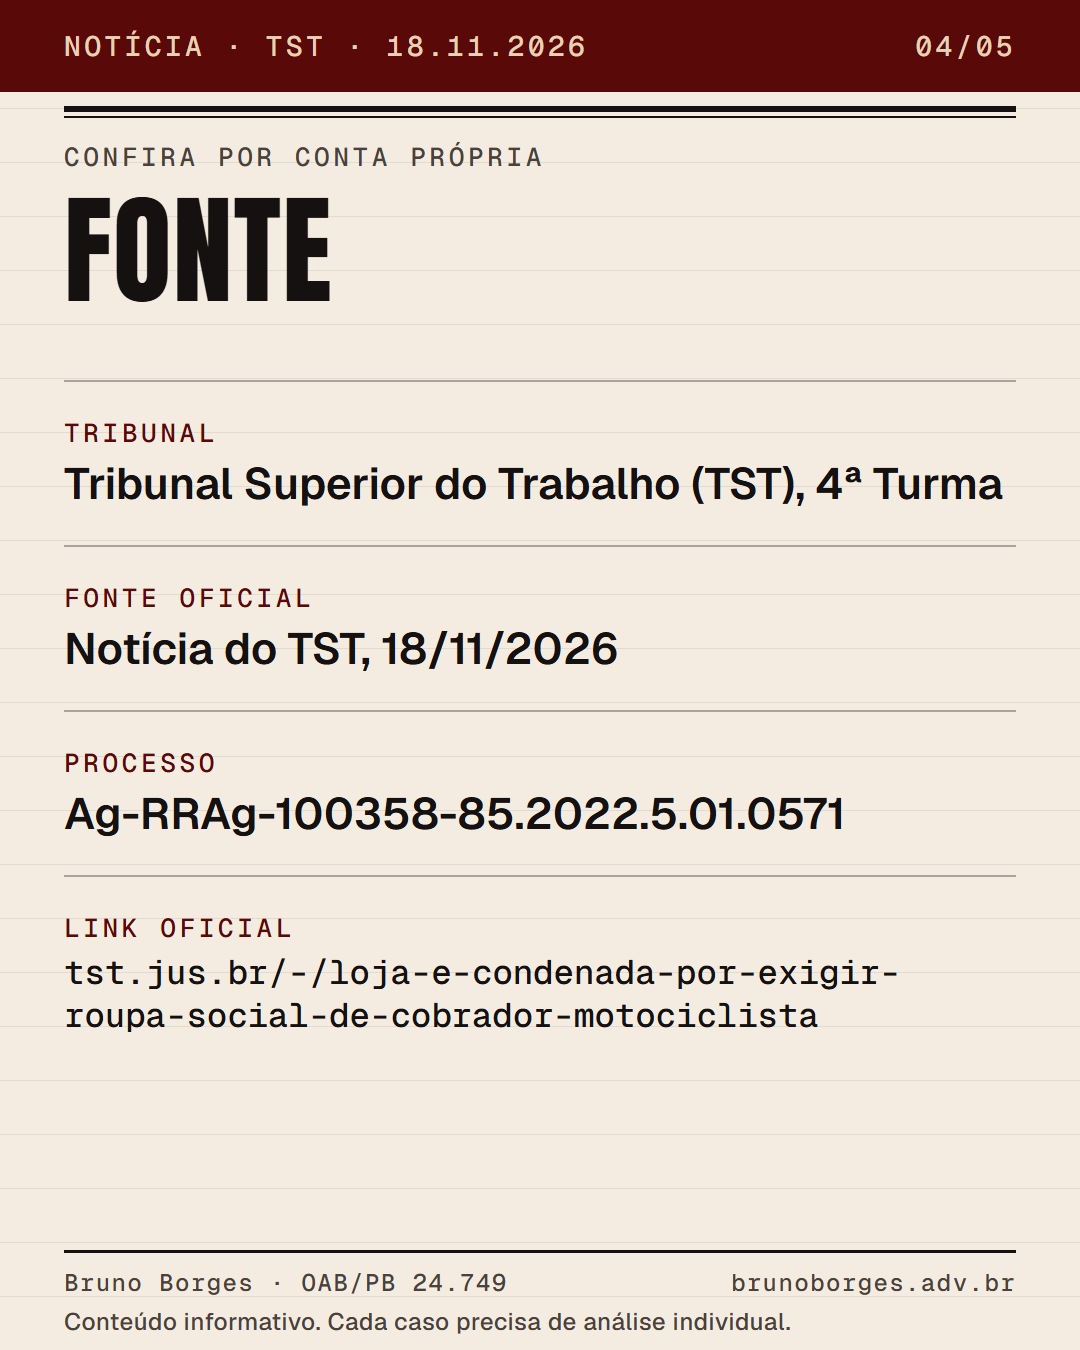 NOTÍCIA · TST · 18.11.2026 04/05
CONFIRA POR CONTA PRÓPRIA
FONTE
TRIBUNAL
Tribunal Superior do Trabalho (TST), 4ª Turma
FONTE OFICIAL
Notícia do TST, 18/11/2026
PROCESSO
Ag-RRAg-100358-85.2022.5.01.0571
LINK OFICIAL
tst.jus.br/-/loja-e-condenada-por-exigir-
roupa-social-de-cobrador-motociclista
Bruno Borges · OAB/PB 24.749 brunoborges.adv.br
Conteúdo informativo. Cada caso precisa de análise individual.